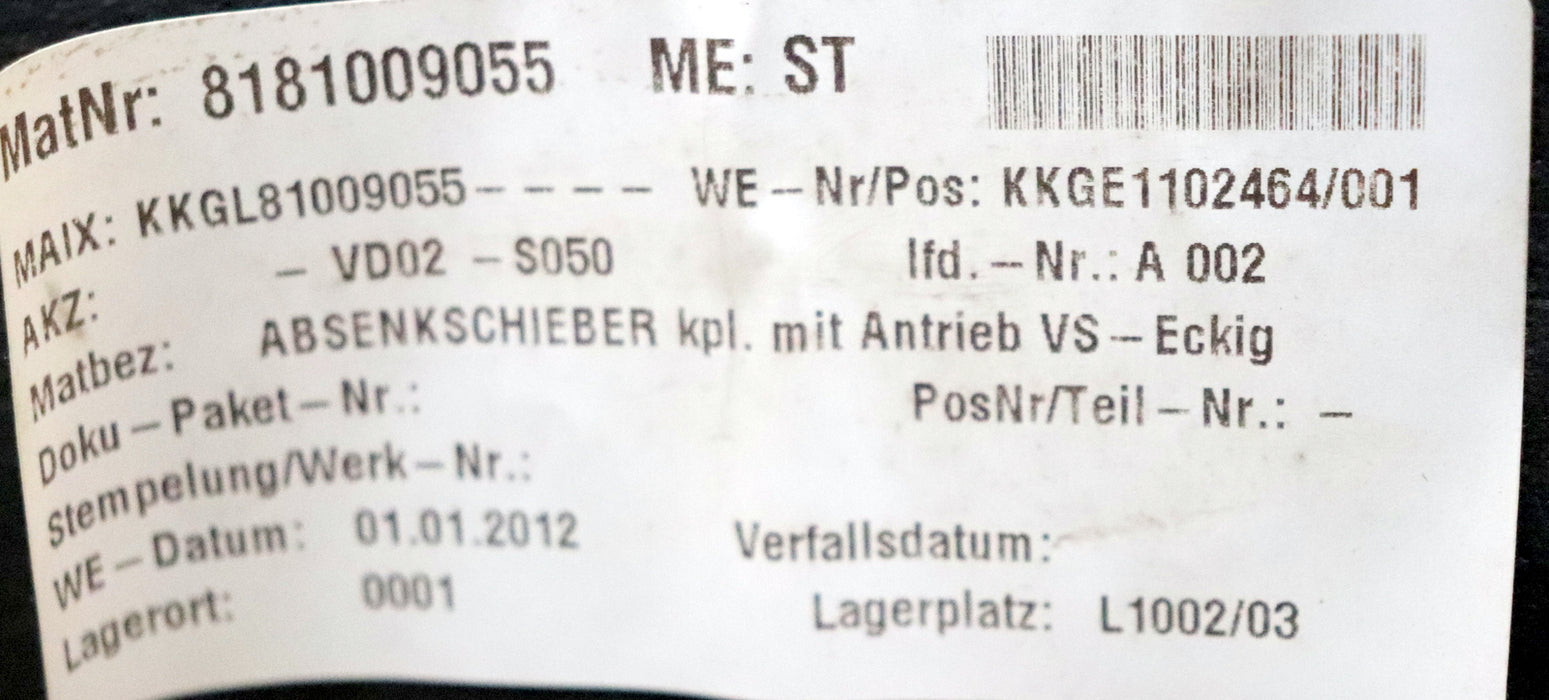 MatNr: 8181009055 ME: ST
MAIX: KKGL81009055---- WE-Nr/Pos: KKGE1102464/001
AKZ: - VD02 -S050 lfd.-Nr.: A 002
Matbez: ABSENKSCHIEBER kpl. mit Antrieb VS-Eckig
Doku-Paket-Nr.: PosNr/Teil-Nr.: -
Stempelung/Werk-Nr.:
WE-Datum: 01.01.2012 Verfallsdatum:
Lagerort: 0001 Lagerplatz: L1002/03